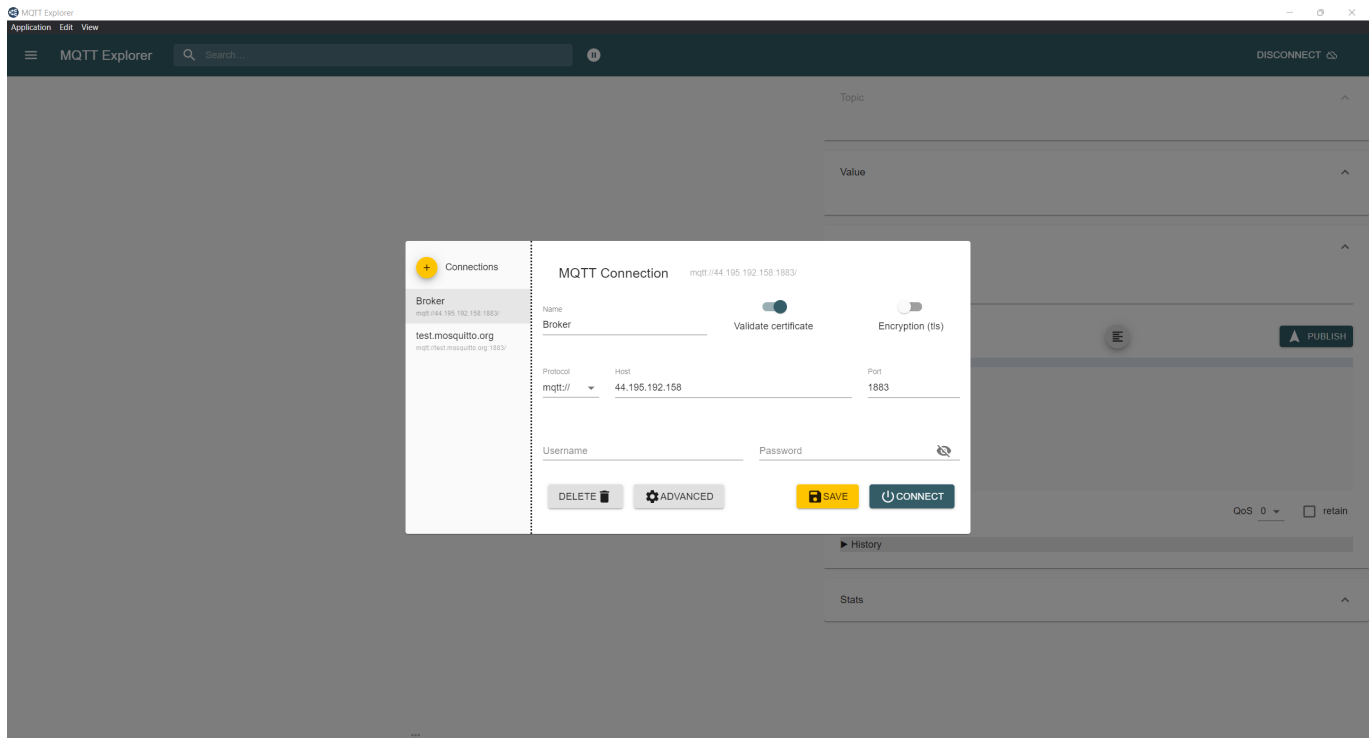 MQTT Explorer
Application Edit View
MQTT Explorer
Search...
DISCONNECT
Topic
Value
Connections
Broker
mqtt://44.195.192.158:1883/
test.mosquitto.org
mqtt://test.mosquitto.org:1883/
MQTT Connection mqtt://44.195.192.158:1883/
Name
Broker
Validate certificate
Encryption (tls)
Protocol
mqtt://
Host
44.195.192.158
Port
1883
Username
Password
DELETE
ADVANCED
SAVE
CONNECT
PUBLISH
QoS 0
retain
History
Stats